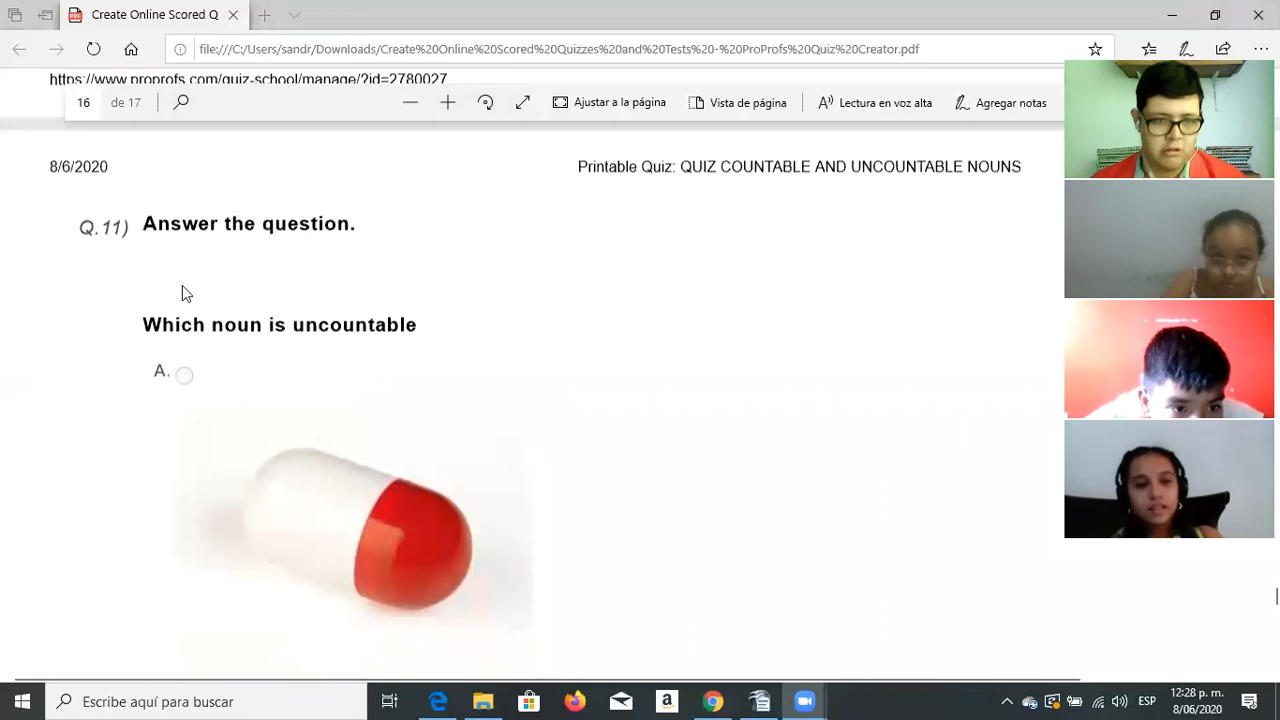 Create Online Scored Q
file:///C:/Users/sandr/Downloads/Create%20Online%20Scored%20Quizzes%20and%20Tests%20-%20ProProfs%20Quiz%20Creator.pdf
https://www.proprofs.com/quiz-school/manage/?id=2780027
16 de 17 Ajustar a la página Vista de página Lectura en voz alta Agregar notas
8/6/2020 Printable Quiz: QUIZ COUNTABLE AND UNCOUNTABLE NOUNS
Q.11) Answer the question.
Which noun is uncountable
A.
Escribe aquí para buscar
ESP
12:28 p. m.
8/06/2020